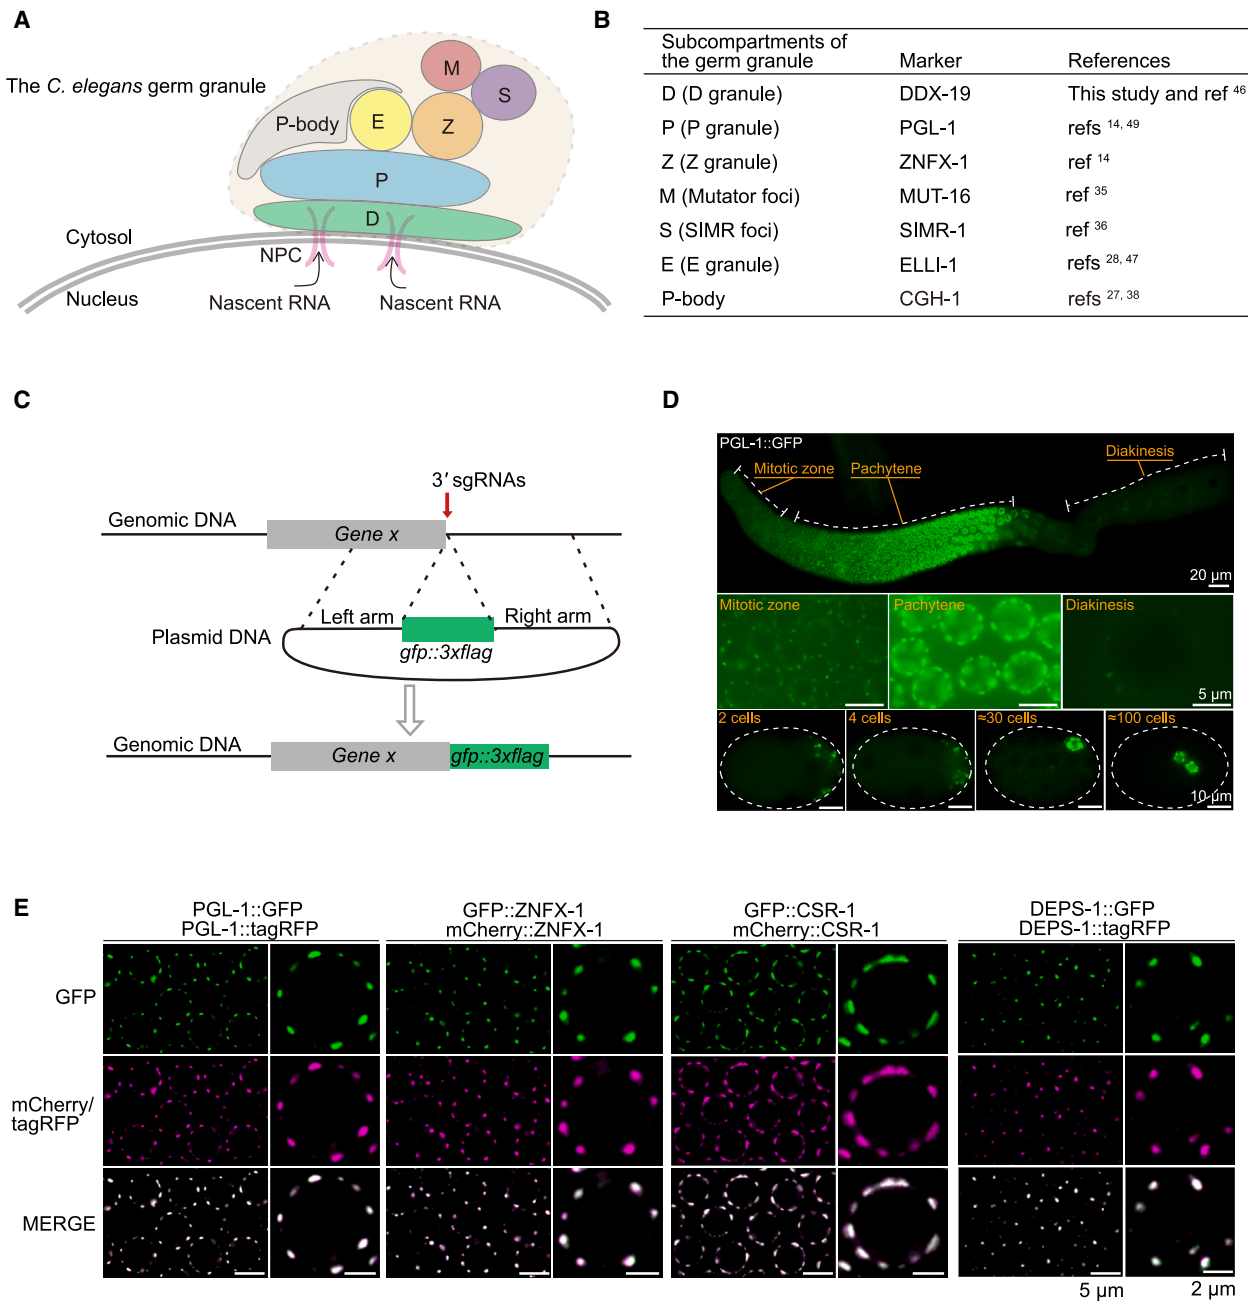 A
The C. elegans germ granule
P-body
E
M
S
Z
P
D
Cytosol
NPC
Nucleus
Nascent RNA
Nascent RNA
B
Subcompartments of the germ granule Marker References
D (D granule) DDX-19 This study and ref 46
P (P granule) PGL-1 refs 14, 49
Z (Z granule) ZNFX-1 ref 14
M (Mutator foci) MUT-16 ref 35
S (SIMR foci) SIMR-1 ref 36
E (E granule) ELLI-1 refs 28, 47
P-body CGH-1 refs 27, 38
C
3′ sgRNAs
Genomic DNA
Gene x
Left arm
Right arm
Plasmid DNA
gfp::3xflag
Genomic DNA
Gene x
gfp::3xflag
D
PGL-1::GFP
Mitotic zone
Pachytene
Diakinesis
20 µm
Mitotic zone
Pachytene
Diakinesis
5 µm
2 cells
4 cells
≈30 cells
≈100 cells
10 µm
E
PGL-1::GFP
PGL-1::tagRFP
GFP::ZNFX-1
mCherry::ZNFX-1
GFP::CSR-1
mCherry::CSR-1
DEPS-1::GFP
DEPS-1::tagRFP
GFP
mCherry/
tagRFP
MERGE
5 µm
2 µm